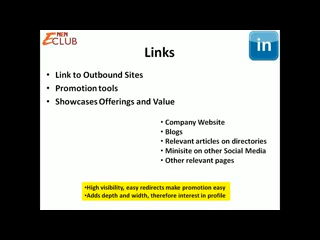 NEN
ECLUB
in
Links
• Link to Outbound Sites
• Promotion tools
• Showcases Offerings and Value
• Company Website
• Blogs
• Relevant articles on directories
• Minisite on other Social Media
• Other relevant pages
•High visibility, easy redirects make promotion easy
•Adds depth and width, therefore interest in profile